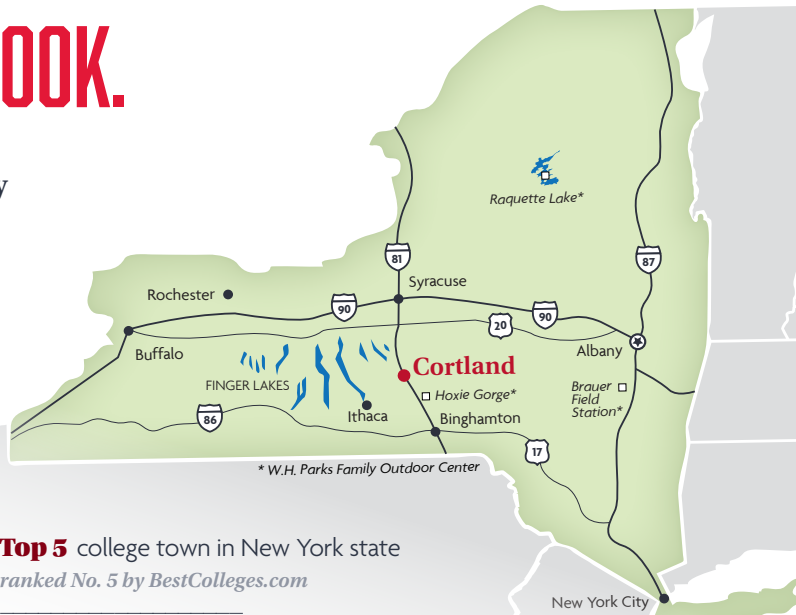 OOK.
y
Raquette Lake*
81
87
Syracuse
Rochester
90
90
20
Buffalo
Albany
Cortland
FINGER LAKES
Hoxie Gorge*
Brauer
Field
Station*
Ithaca
86
Binghamton
17
* W.H. Parks Family Outdoor Center
Top 5 college town in New York state
ranked No. 5 by BestColleges.com
New York City